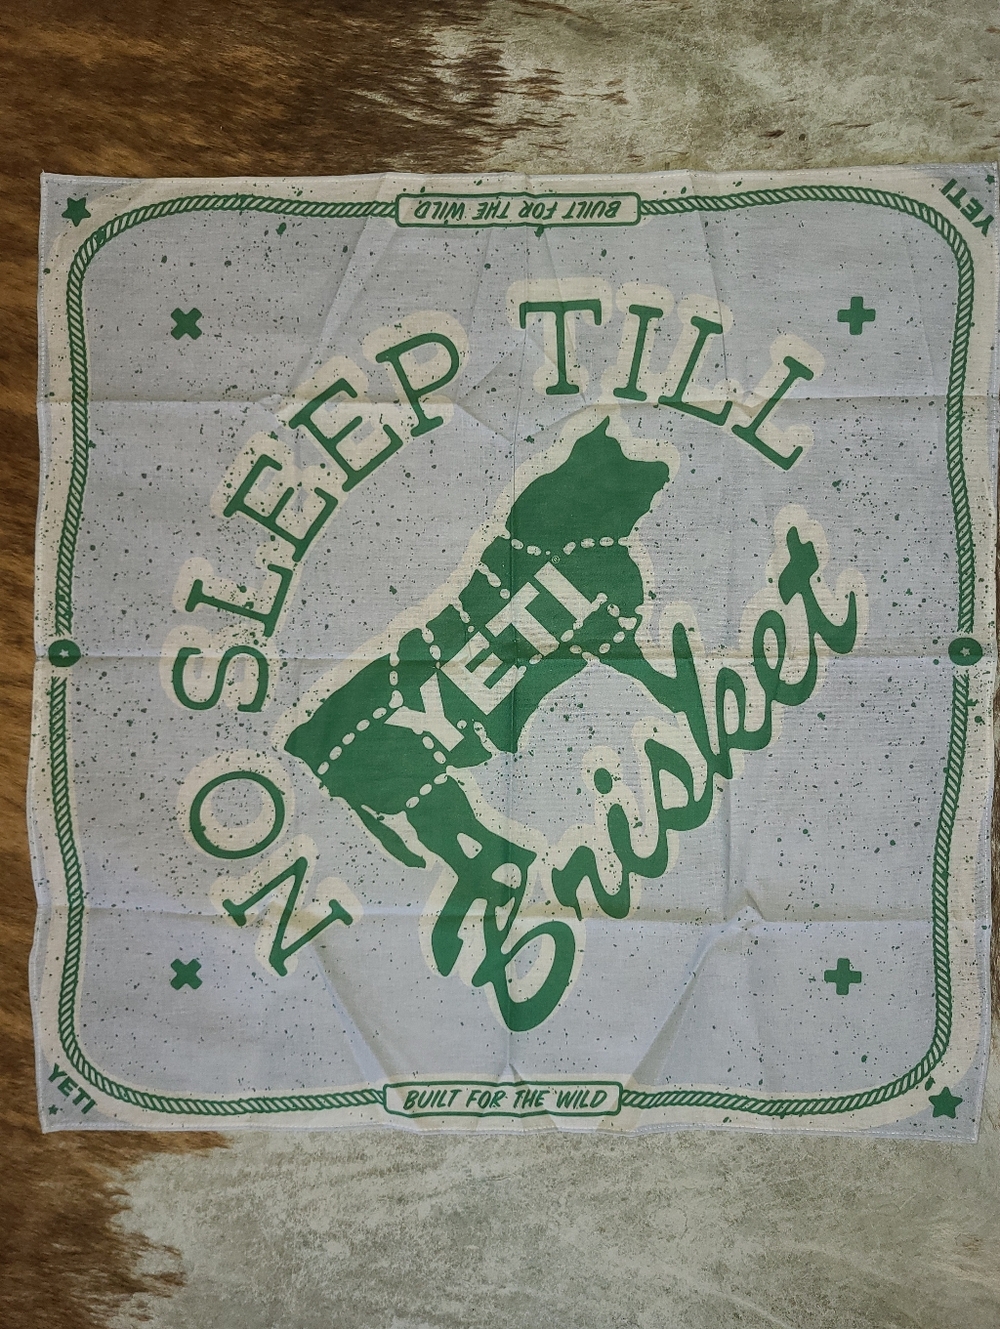 BUILT FOR THE WILD
YETI
NO SLEEP TILL
YETI®
Brisket
YETI
BUILT FOR THE WILD